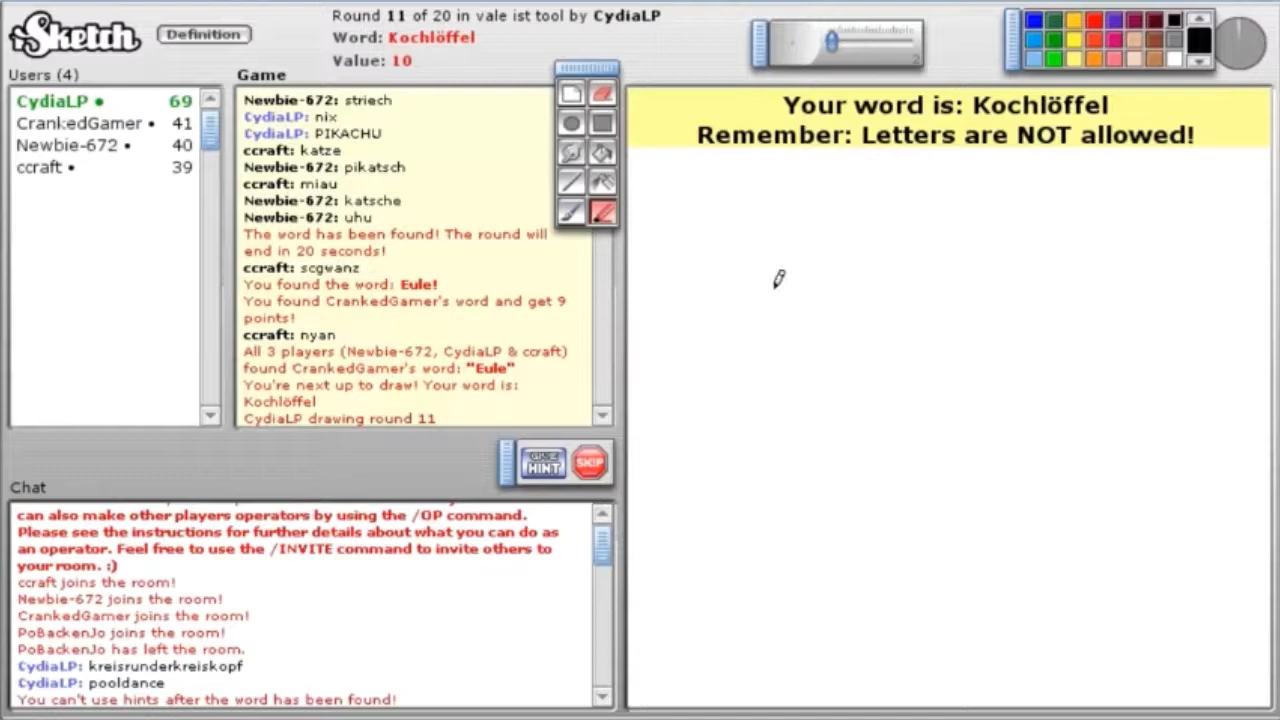 iSketch
Definition
Round 11 of 20 in vale ist tool by CydiaLP
Word: Kochlöffel
Value: 10
2
Users (4)
CydiaLP • 69
CrankedGamer • 41
Newbie-672 • 40
ccraft • 39
Game
Newbie-672: striech
CydiaLP: nix
CydiaLP: PIKACHU
ccraft: katze
Newbie-672: pikatsch
ccraft: miau
Newbie-672: katsche
Newbie-672: uhu
The word has been found! The round will
end in 20 seconds!
ccraft: scgwanz
You found the word: Eule!
You found CrankedGamer's word and get 9
points!
ccraft: nyan
All 3 players (Newbie-672, CydiaLP & ccraft)
found CrankedGamer's word: "Eule"
You're next up to draw! Your word is:
Kochlöffel
CydiaLP drawing round 11
Your word is: Kochlöffel
Remember: Letters are NOT allowed!
HINT
SKIP
Chat
can also make other players operators by using the /OP command.
Please see the instructions for further details about what you can do as
an operator. Feel free to use the /INVITE command to invite others to
your room. :)
ccraft joins the room!
Newbie-672 joins the room!
CrankedGamer joins the room!
PoBackenJo joins the room!
PoBackenJo has left the room.
CydiaLP: kreisrunderkreiskopf
CydiaLP: pooldance
You can't use hints after the word has been found!